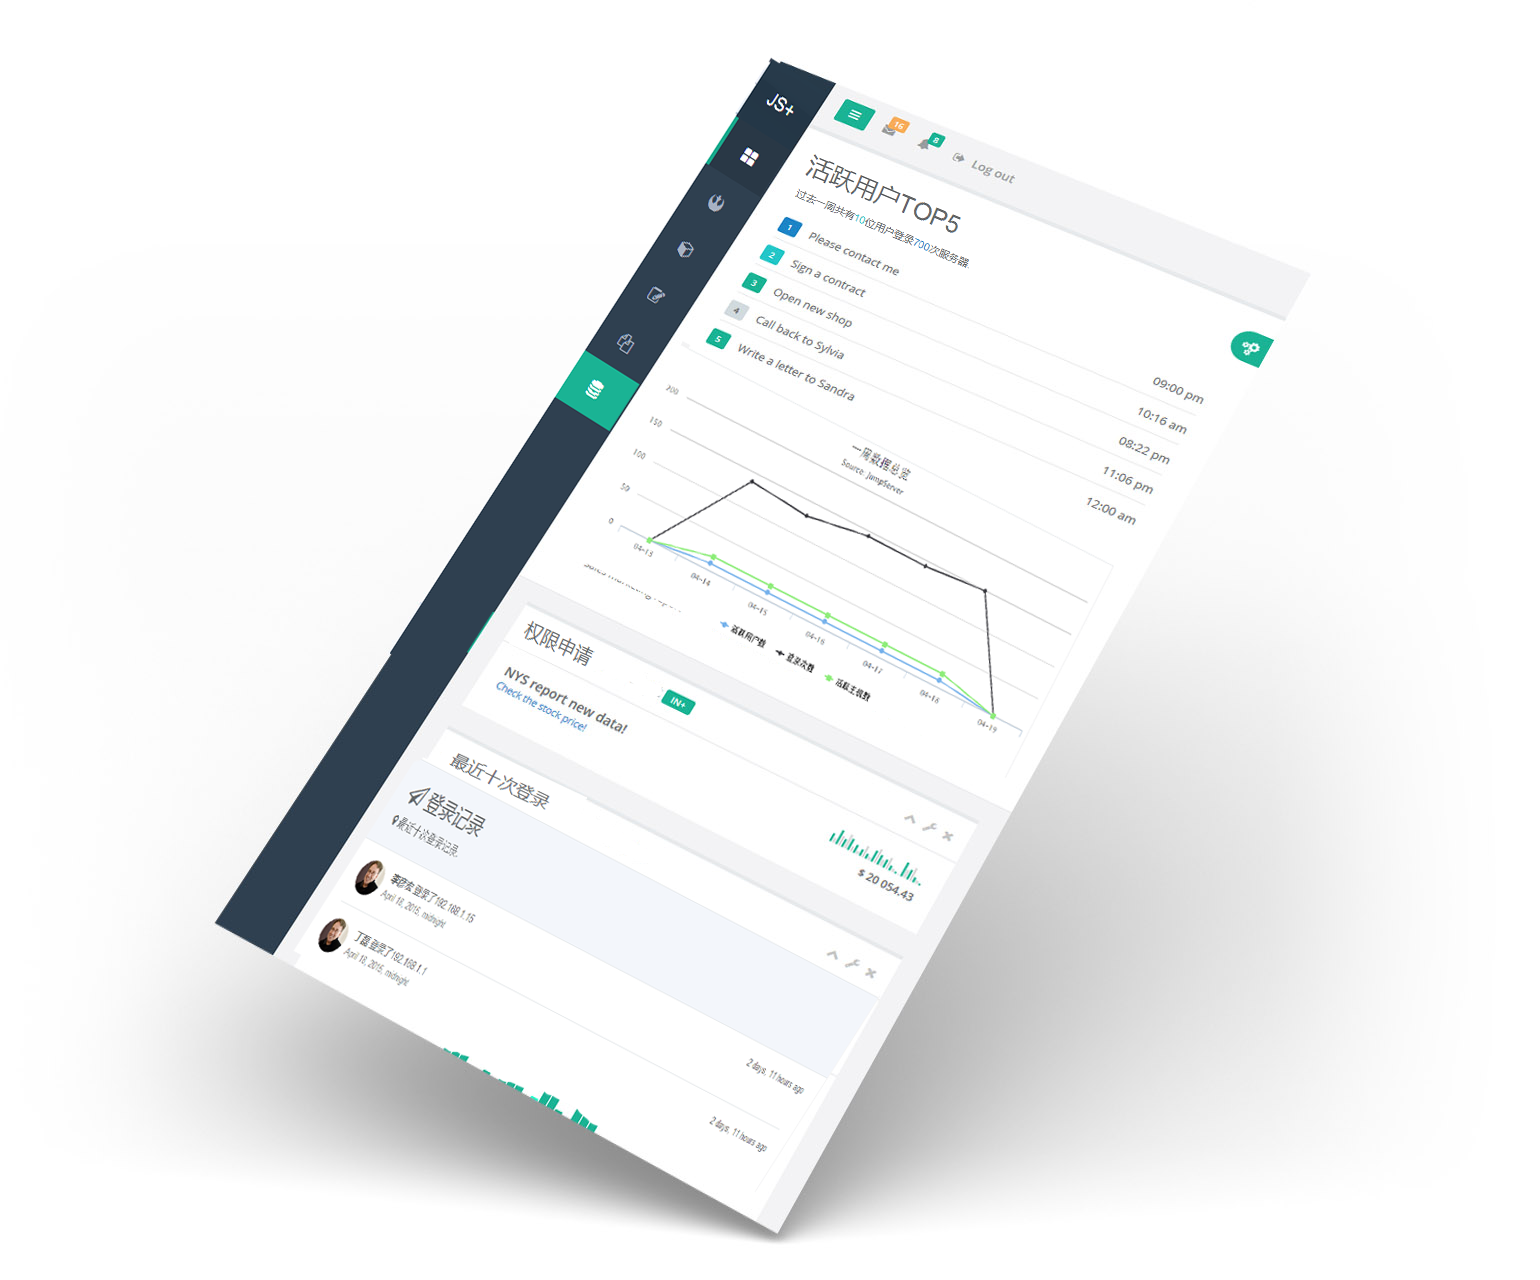 JS+
16
8
Log out
活跃用户TOP5
过去一周共有10位用户登录700次服务器.
1 Please contact me 09:00 pm
2 Sign a contract 10:16 am
3 Open new shop 08:22 pm
4 Call back to Sylvia 11:06 pm
5 Write a letter to Sandra 12:00 am
一周数据总览
Source: JumpServer
200
150
100
50
0
04-13
04-14
04-15
04-16
04-17
04-18
04-19
活跃用户数
登录次数
活跃主机数
权限申请
NYS report new data!
Check the stock price!
IN+
$ 20 054.43
最近十次登录
登录记录
最近十次登录记录.
李彦宏 登录了192.168.1.15
April 18, 2015, midnight
2 days, 11 hours ago
丁磊 登录了192.168.1.1
April 18, 2015, midnight
2 days, 11 hours ago